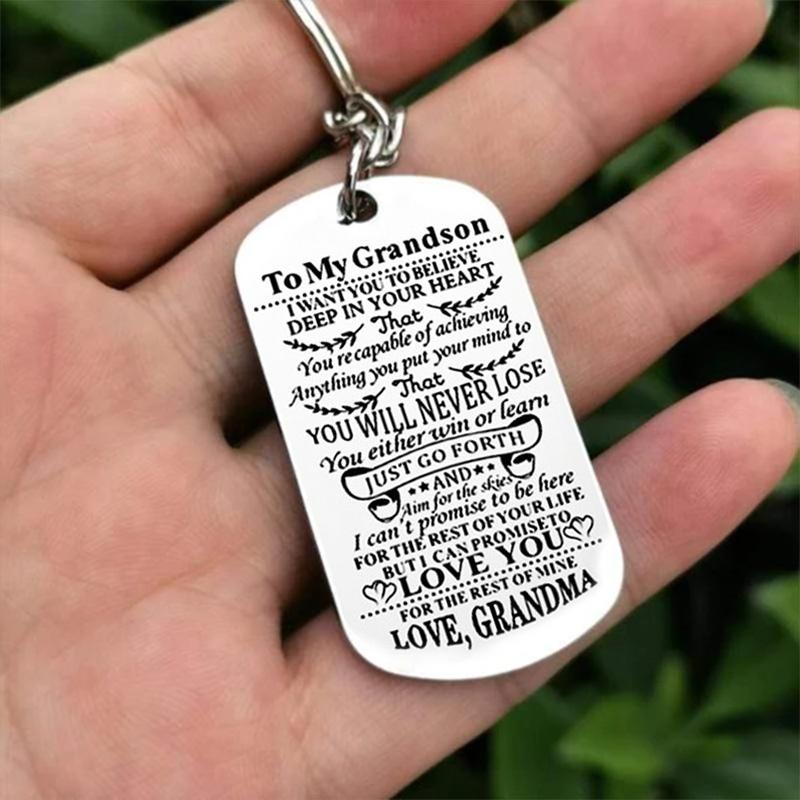 To My Grandson
I WANT YOU TO BELIEVE
DEEP IN YOUR HEART
That
You re capable of achieving
Anything you put your mind to
That
YOU WILL NEVER LOSE
You either win or learn
JUST GO FORTH
AND
Aim for the skies
I can't promise to be here
FOR THE REST OF YOUR LIFE
BUT I CAN PROMISE TO
LOVE YOU
FOR THE REST OF MINE
LOVE, GRANDMA